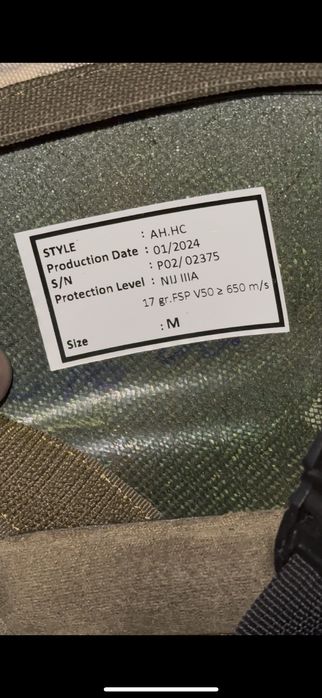 STYLE : AH.HC
Production Date : 01/2024
S/N : P02/ 02375
Protection Level : NIJ IIIA
17 gr.FSP V50 ≥ 650 m/s
Size : M